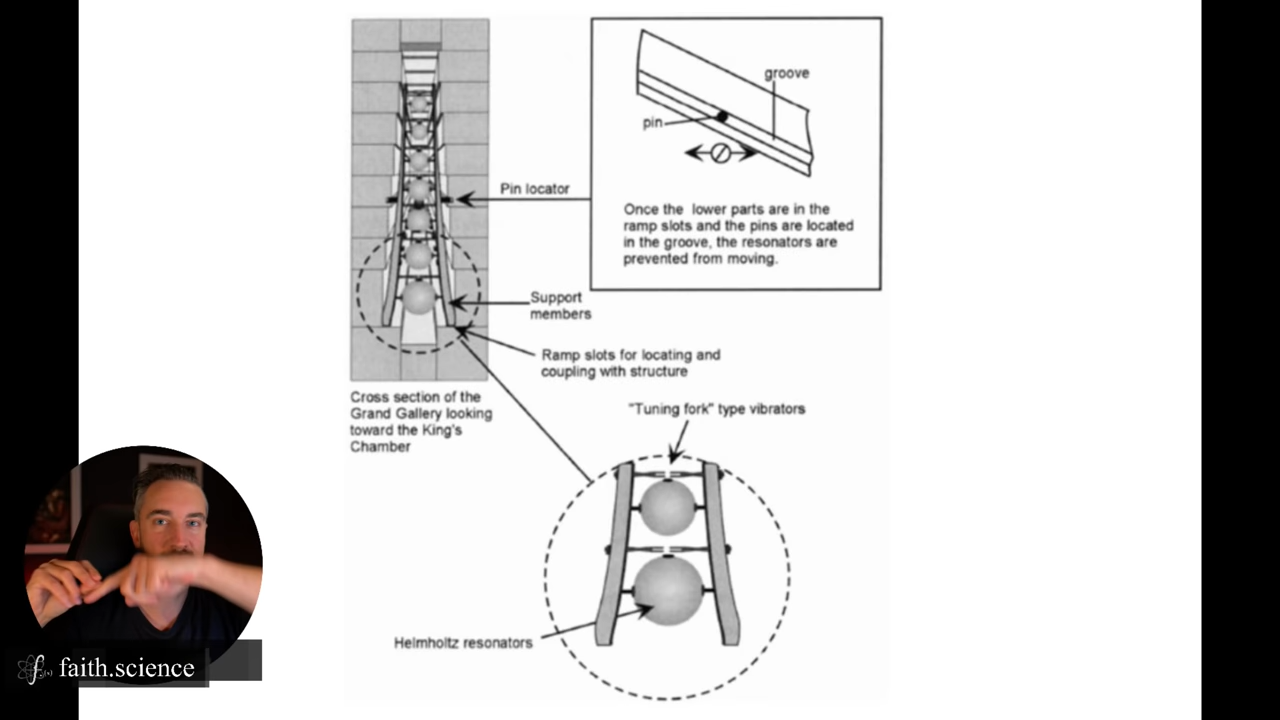 groove
pin
Pin locator
Once the lower parts are in the
ramp slots and the pins are located
in the groove, the resonators are
prevented from moving.
Support
members
Ramp slots for locating and
coupling with structure
Cross section of the
Grand Gallery looking
toward the King's
Chamber
"Tuning fork" type vibrators
Helmholtz resonators
faith.science